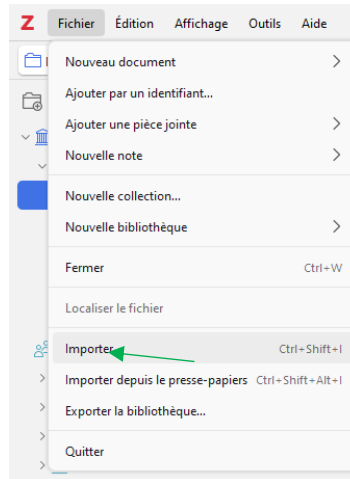 Z Fichier Édition Affichage Outils Aide
Nouveau document
Ajouter par un identifiant...
Ajouter une pièce jointe
Nouvelle note
Nouvelle collection...
Nouvelle bibliothèque
Fermer Ctrl+W
Localiser le fichier
Importer Ctrl+Shift+I
Importer depuis le presse-papiers Ctrl+Shift+Alt+I
Exporter la bibliothèque...
Quitter